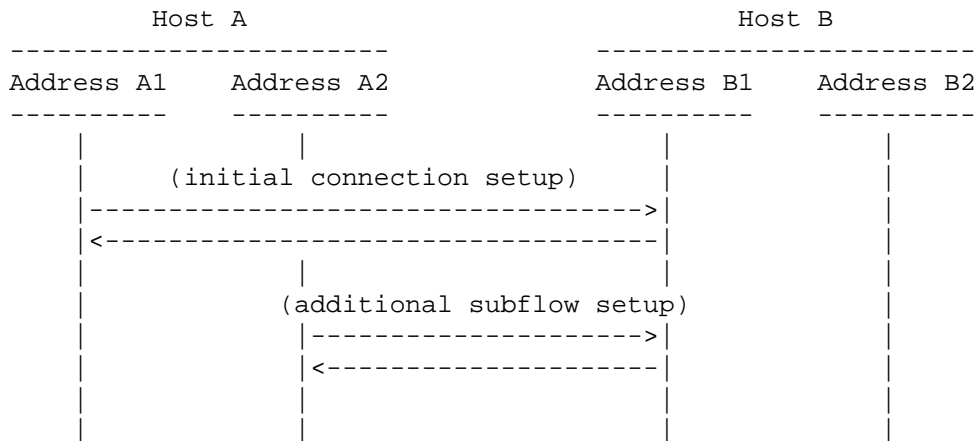 Host A Host B
Address A1 Address A2 Address B1 Address B2
(initial connection setup)
(additional subflow setup)